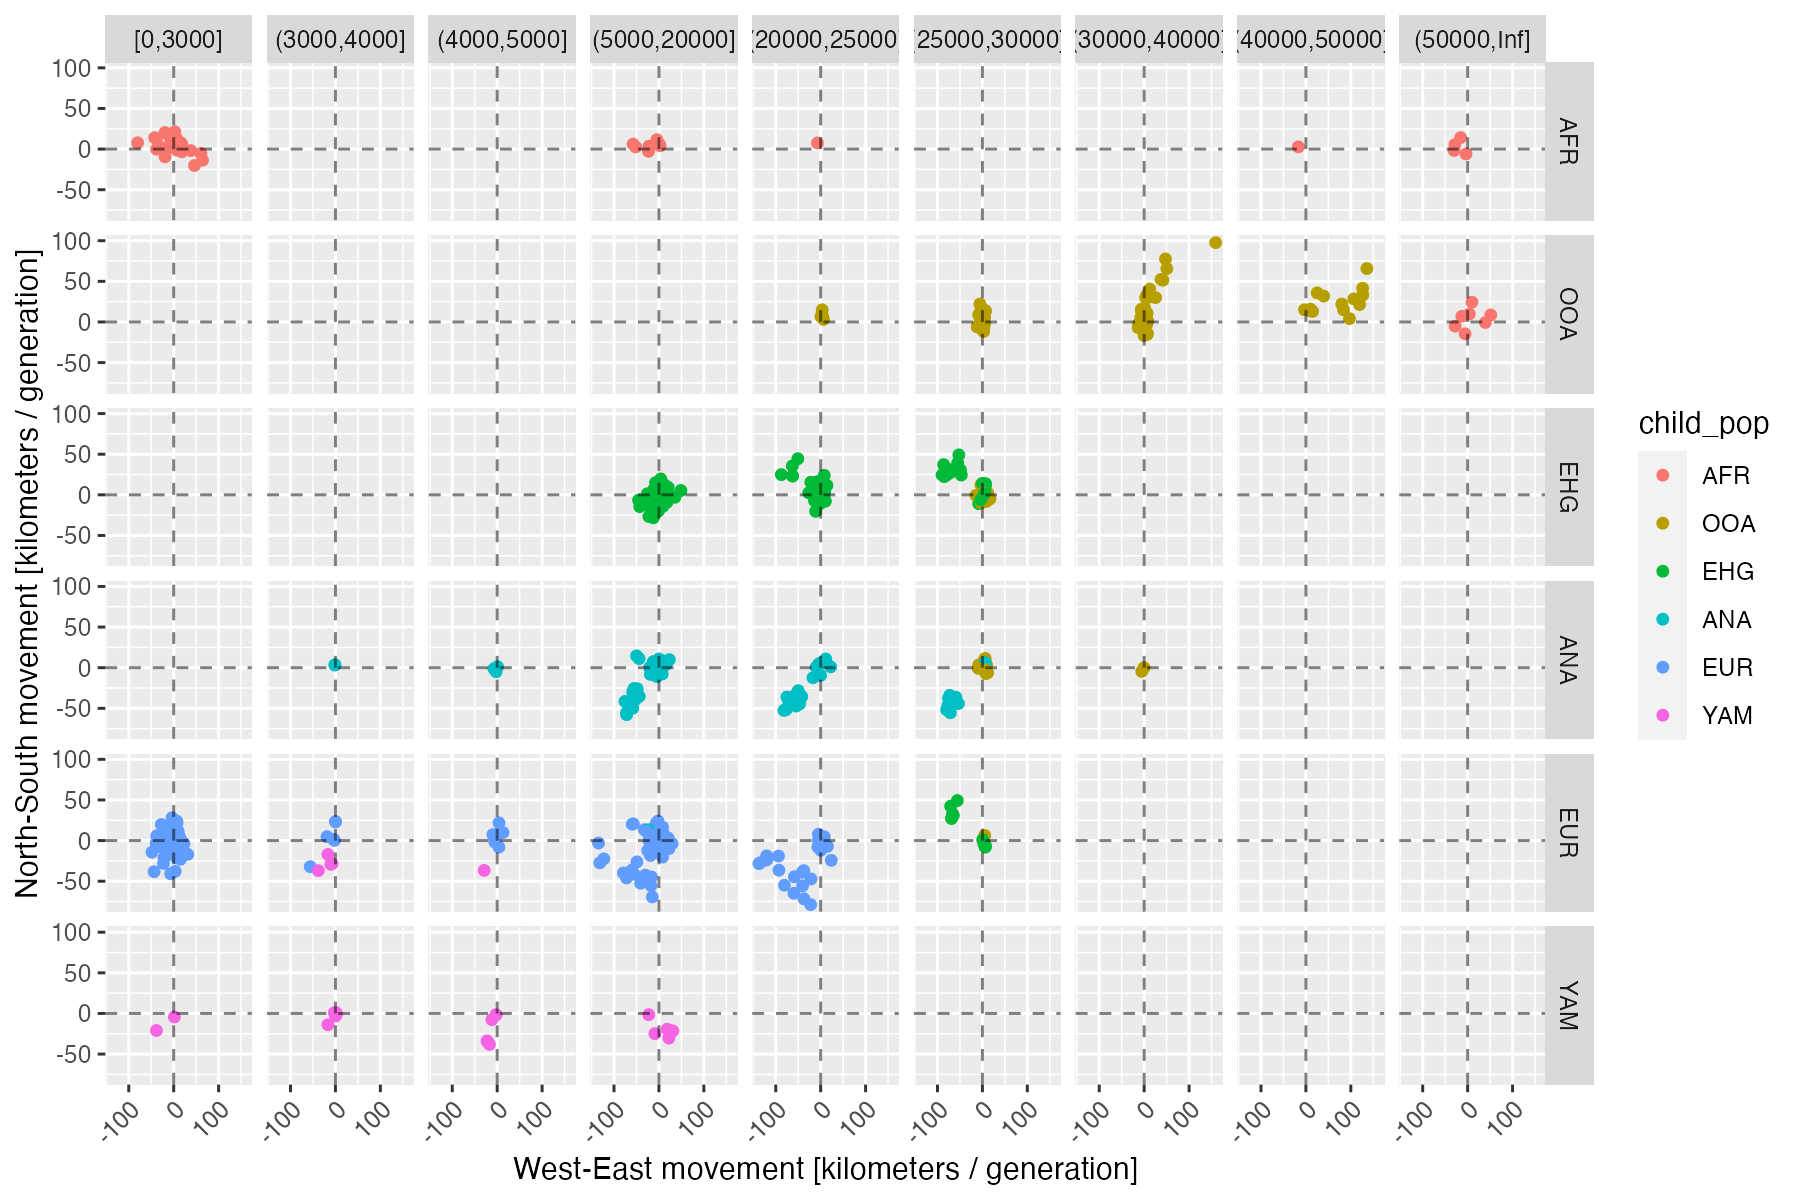 [0,3000] (3000,4000] (4000,5000] (5000,20000] (20000,25000] (25000,30000] (30000,40000] (40000,50000] (50000,Inf]
100
50
0
-50
AFR
100
50
0
-50
OOA
100
50
0
-50
EHG
100
50
0
-50
ANA
100
50
0
-50
EUR
100
50
0
-50
YAM
-100 0 100 -100 0 100 -100 0 100 -100 0 100 -100 0 100 -100 0 100 -100 0 100 -100 0 100 -100 0 100
West-East movement [kilometers / generation]
North-South movement [kilometers / generation]
child_pop
AFR
OOA
EHG
ANA
EUR
YAM